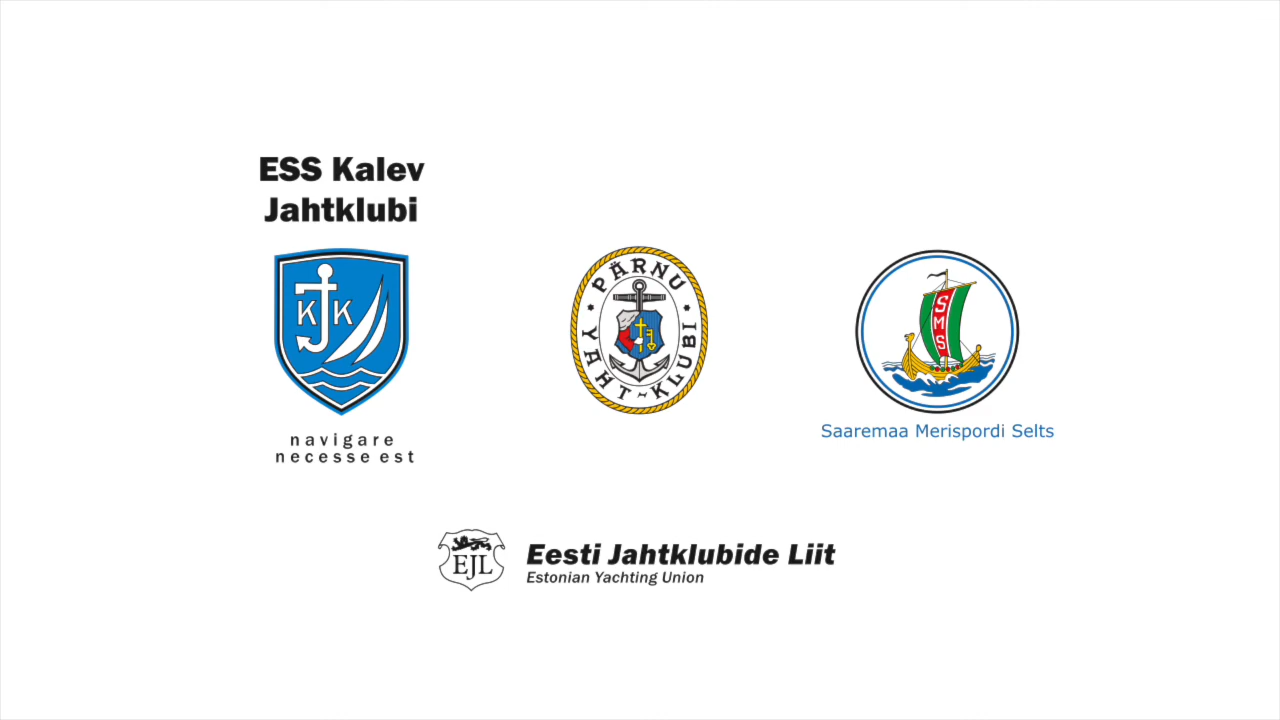 ESS Kalev
Jahtklubi
KJK
navigare
necesse est
PÄRNU
YAHT-KLUBI
SMS
Saaremaa Merispordi Selts
EJL
Eesti Jahtklubide Liit
Estonian Yachting Union